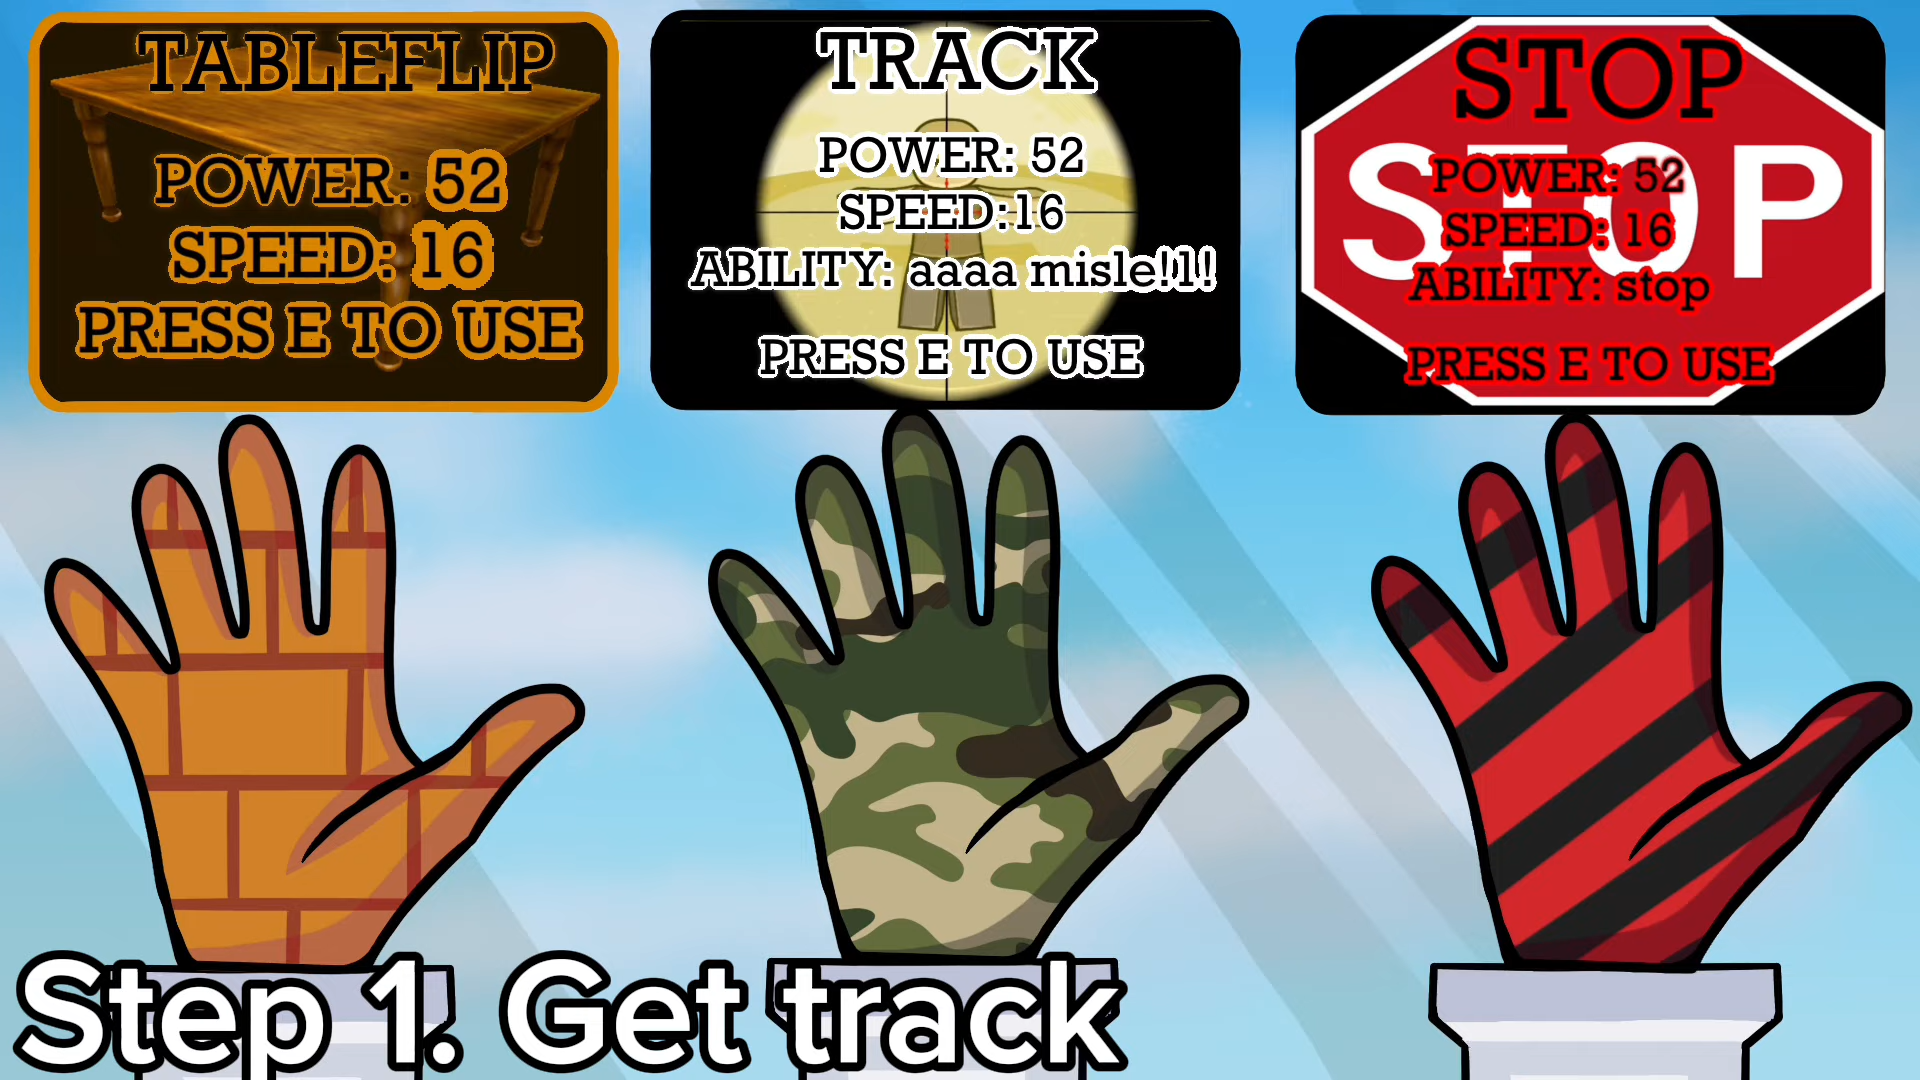 TABLEFLIP
POWER: 52
SPEED: 16
PRESS E TO USE
TRACK
POWER: 52
SPEED:16
ABILITY: aaaa misle!1!
PRESS E TO USE
STOP
STOP
POWER: 52
SPEED: 16
ABILITY: stop
PRESS E TO USE
Step 1. Get track